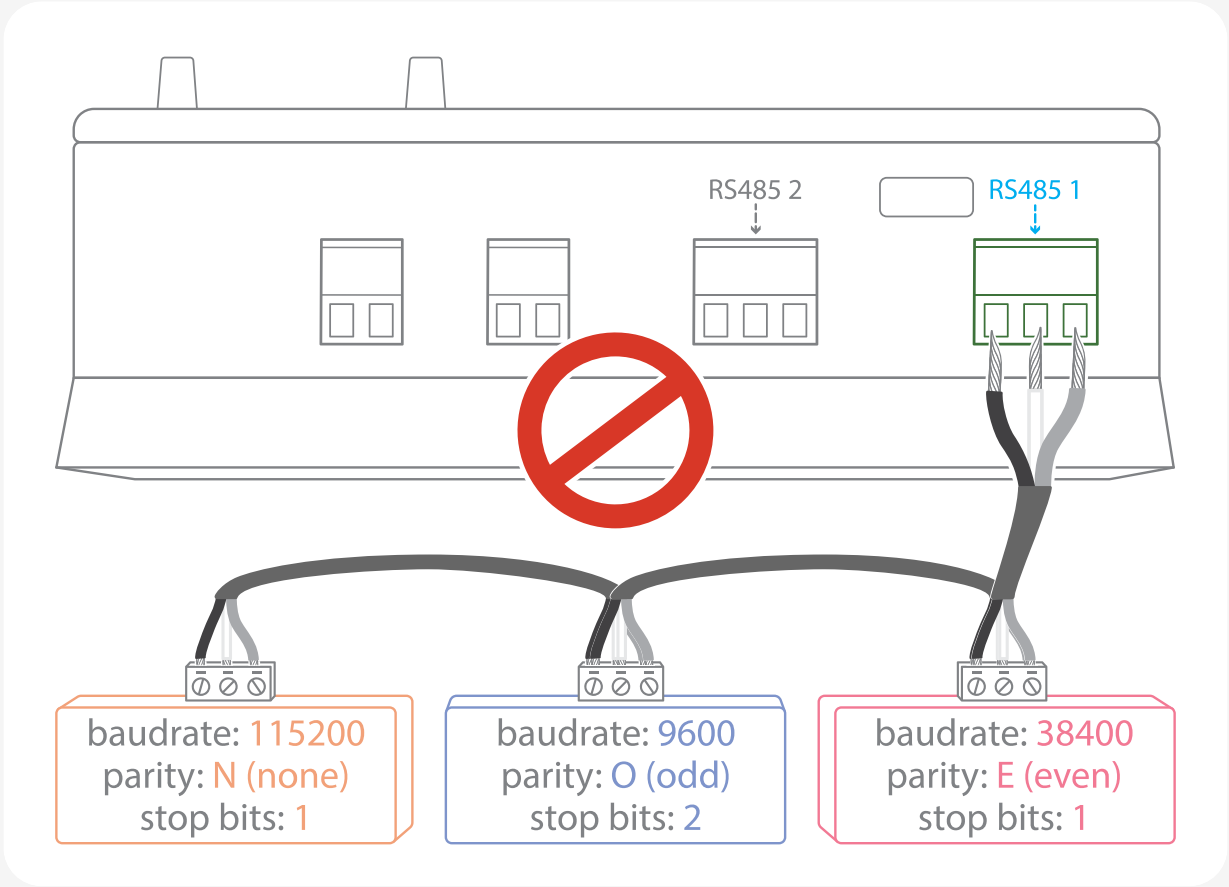 RS485 2
RS485 1
baudrate: 115200
parity: N (none)
stop bits: 1
baudrate: 9600
parity: O (odd)
stop bits: 2
baudrate: 38400
parity: E (even)
stop bits: 1